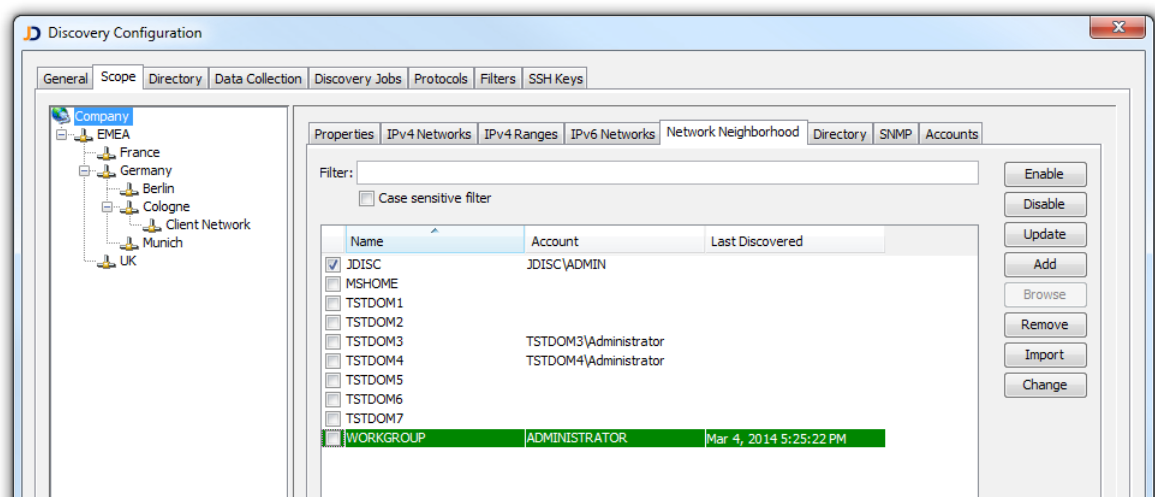 Discovery Configuration
General Scope Directory Data Collection Discovery Jobs Protocols Filters SSH Keys
Company
EMEA
France
Germany
Berlin
Cologne
Client Network
Munich
UK
Properties IPv4 Networks IPv4 Ranges IPv6 Networks Network Neighborhood Directory SNMP Accounts
Filter:
Case sensitive filter
Name Account Last Discovered
JDISC JDISC\ADMIN
MSHOME
TSTDOM1
TSTDOM2
TSTDOM3 TSTDOM3\Administrator
TSTDOM4 TSTDOM4\Administrator
TSTDOM5
TSTDOM6
TSTDOM7
WORKGROUP ADMINISTRATOR Mar 4, 2014 5:25:22 PM
Enable
Disable
Update
Add
Browse
Remove
Import
Change